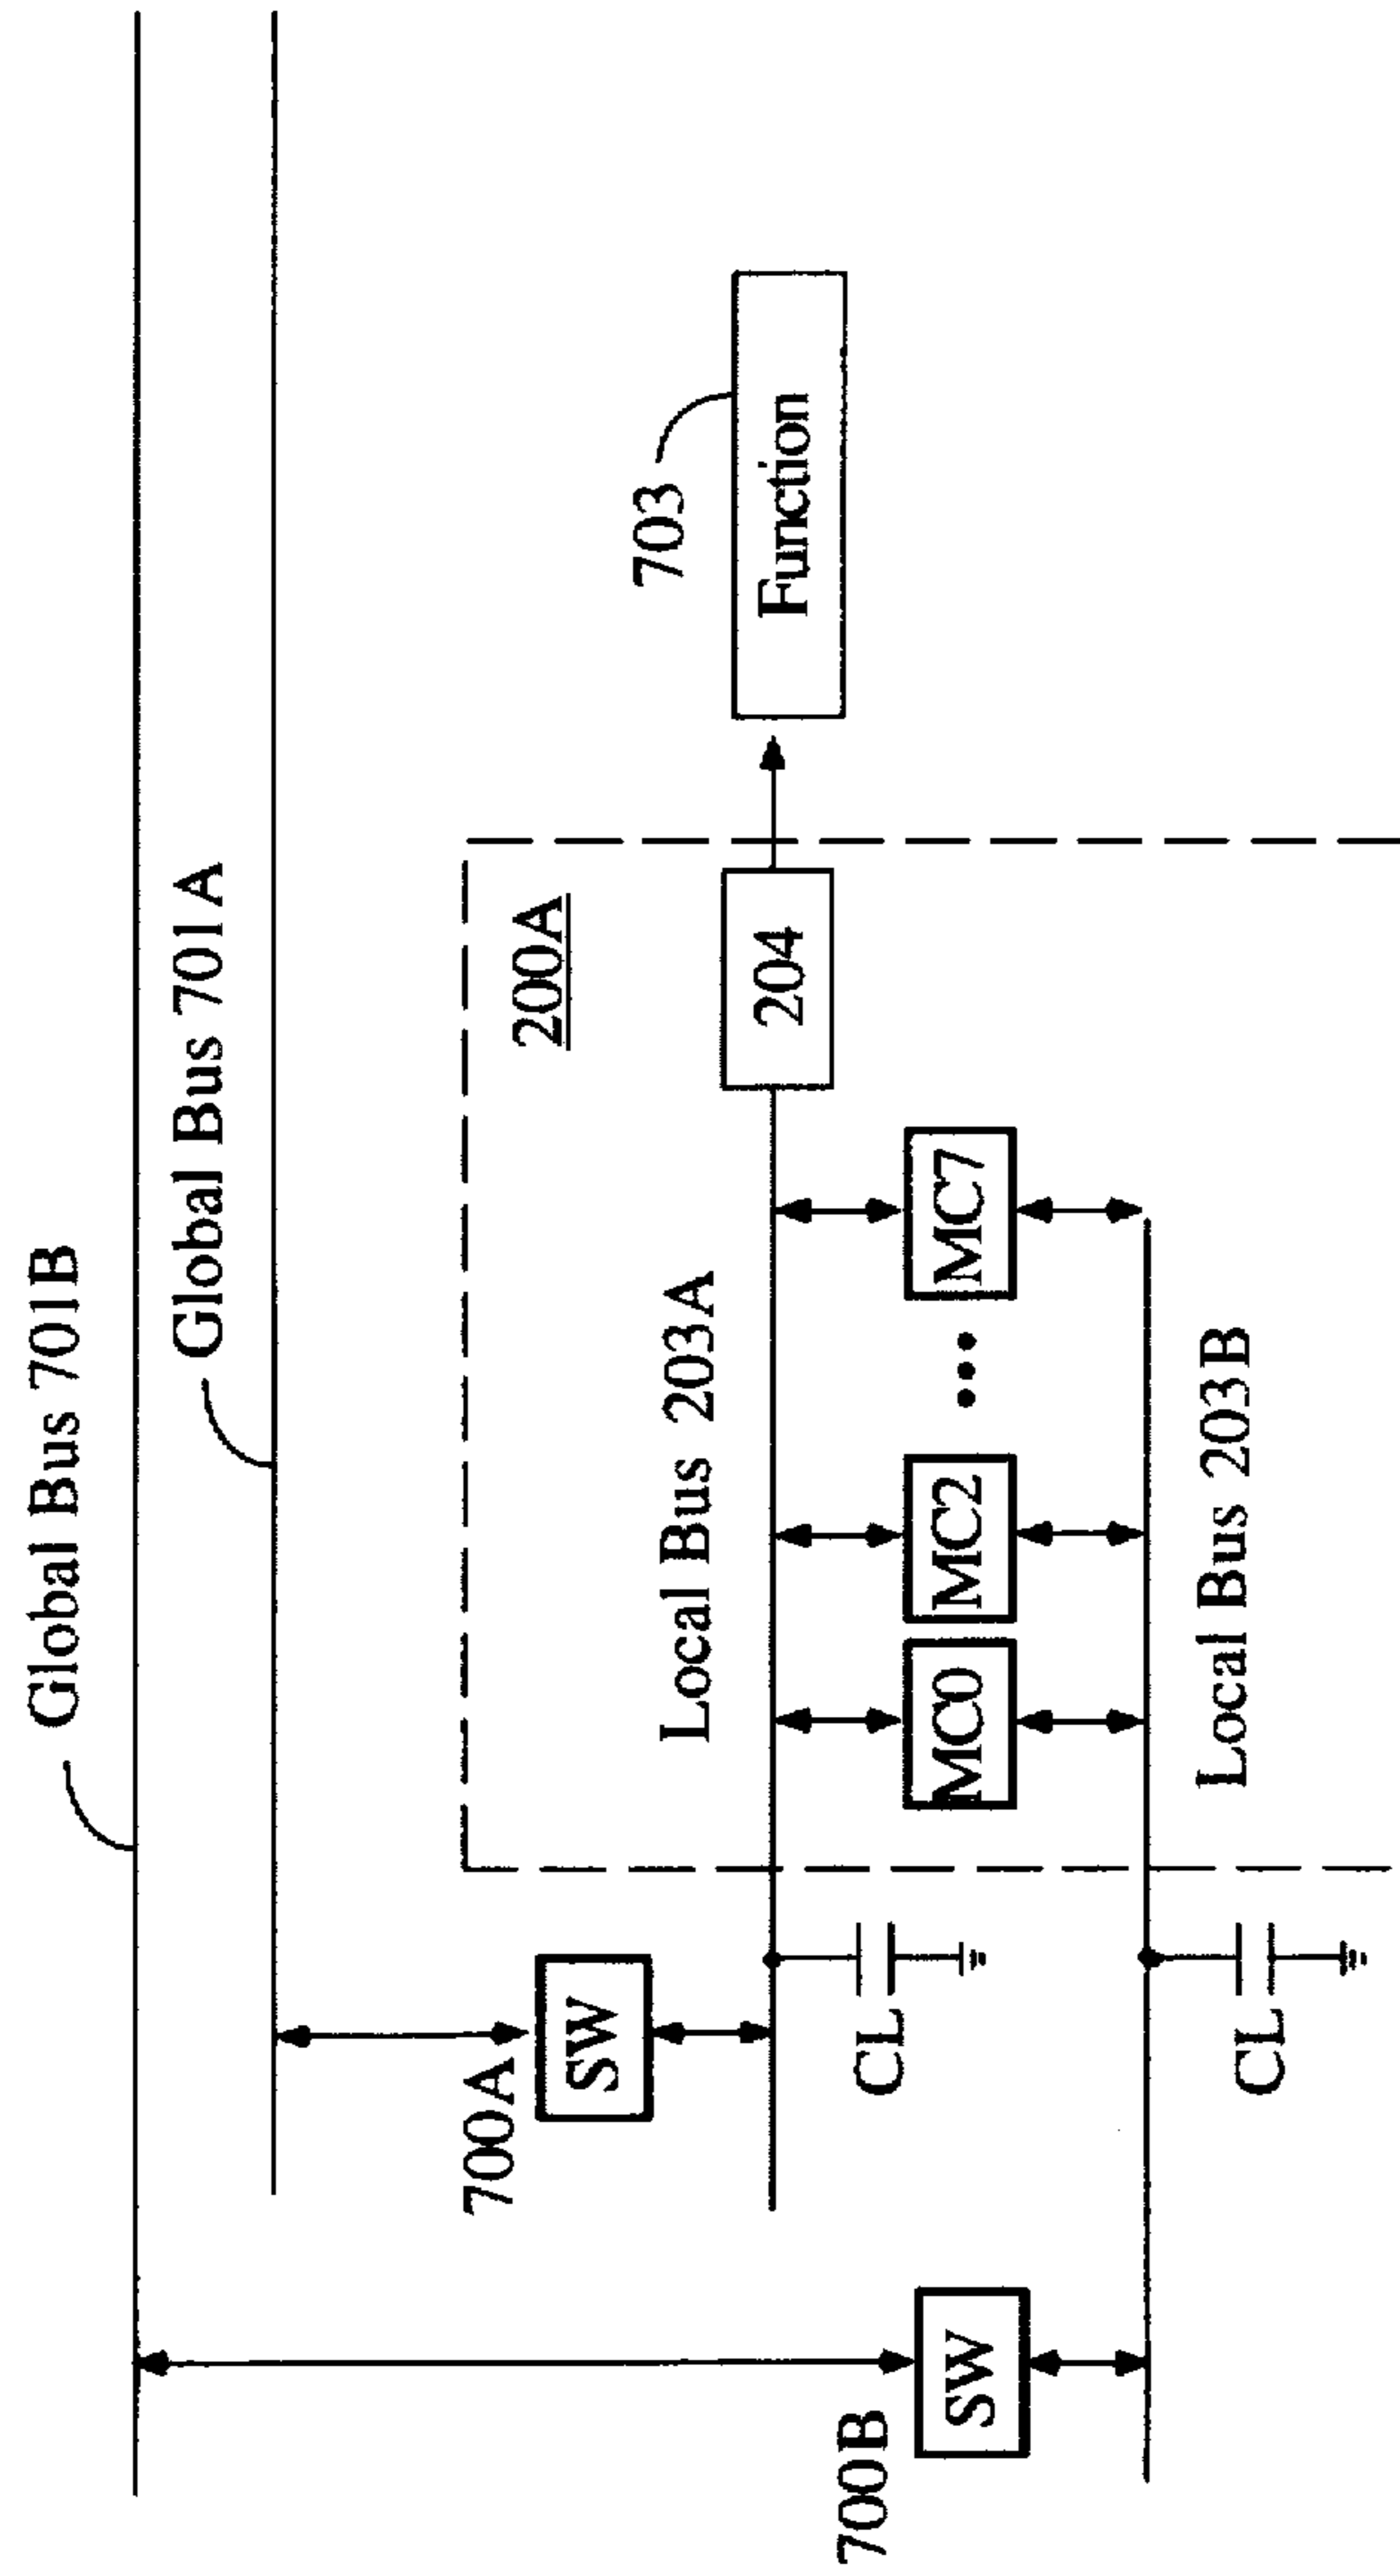 Global Bus 701B
Global Bus 701A
200A
703
Function
204
Local Bus 203A
700A
SW
MC0
MC2
•••
MC7
CL
Local Bus 203B
700B
SW
CL